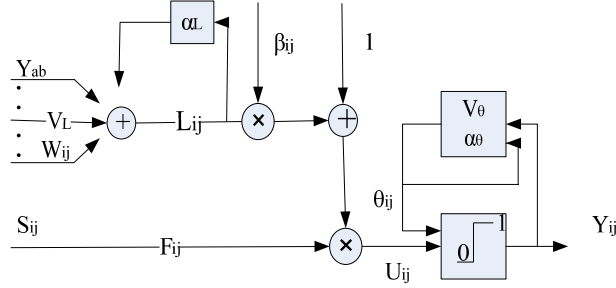 αL
βij
1
Yab
VL
Wij
+
Lij
×
+
Vθ
αθ
θij
Sij
Fij
×
Uij
0
1
Yij